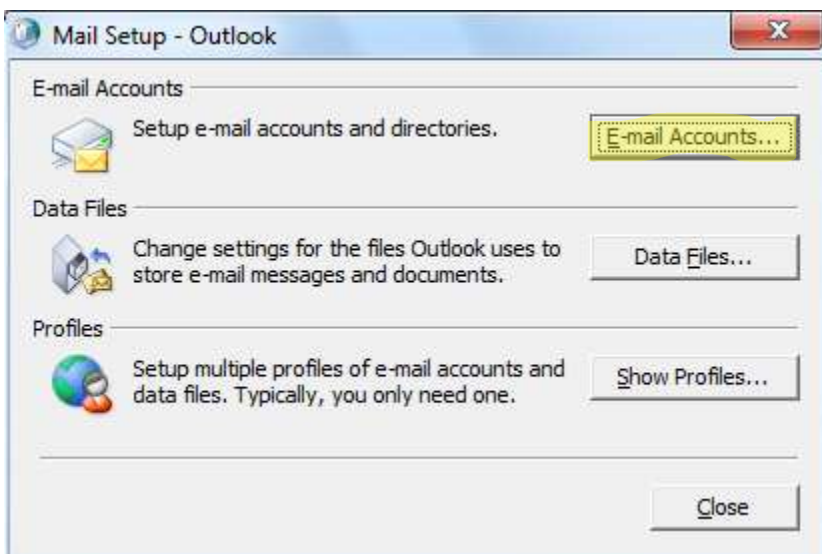 Mail Setup - Outlook
E-mail Accounts
Setup e-mail accounts and directories.
E-mail Accounts...
Data Files
Change settings for the files Outlook uses to
store e-mail messages and documents.
Data Files...
Profiles
Setup multiple profiles of e-mail accounts and
data files. Typically, you only need one.
Show Profiles...
Close